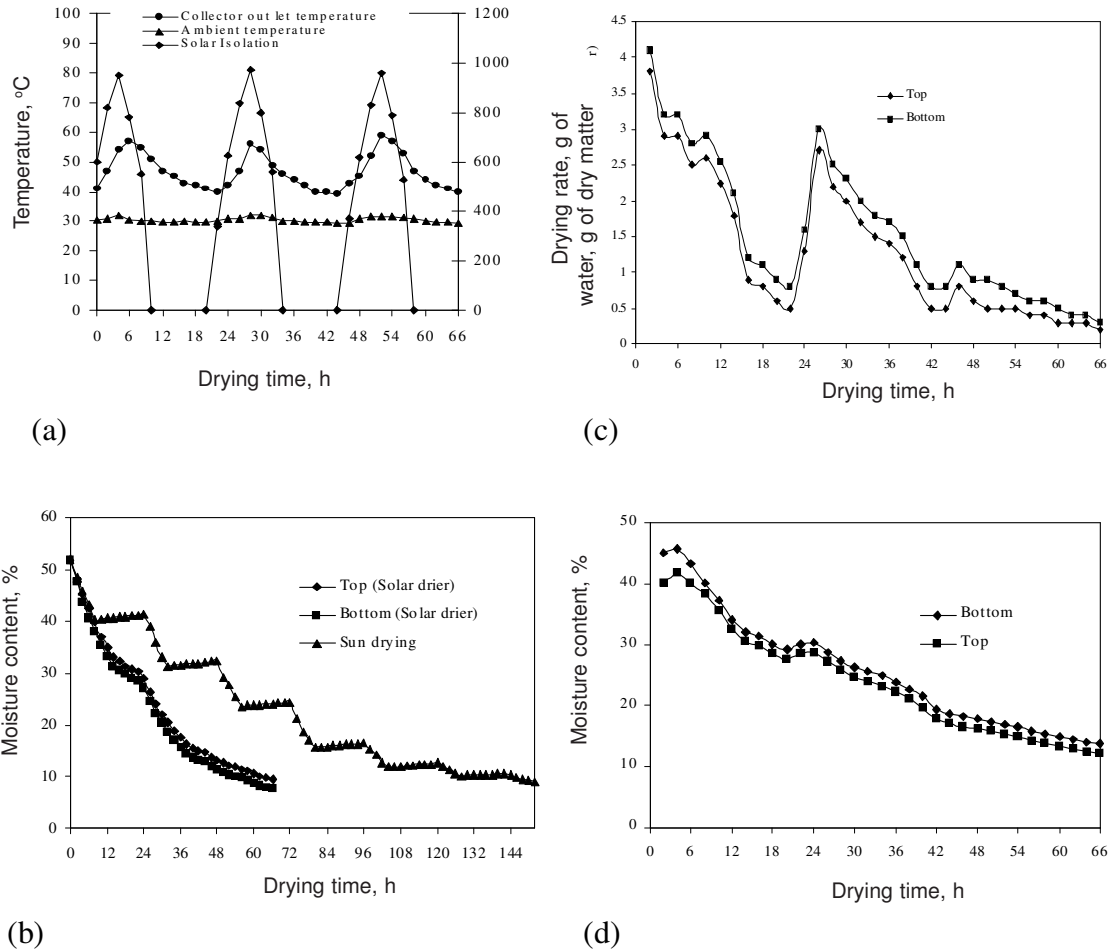 Collector out let temperature
Ambient temperature
Solar Isolation
100
90
80
70
60
50
40
30
20
10
0
1200
1000
800
600
400
200
0
Temperature, °C
0 6 12 18 24 30 36 42 48 54 60 66
Drying time, h
(a)
r)
4.5
4
3.5
3
2.5
2
1.5
1
0.5
0
Drying rate, g of
water, g of dry matter
Top
Bottom
0 6 12 18 24 30 36 42 48 54 60 66
Drying time, h
(c)
60
50
40
30
20
10
0
Moisture content, %
Top (Solar drier)
Bottom (Solar drier)
Sun drying
0 12 24 36 48 60 72 84 96 108 120 132 144
Drying time, h
(b)
50
40
30
20
10
0
Moisture content, %
Bottom
Top
0 6 12 18 24 30 36 42 48 54 60 66
Drying time, h
(d)